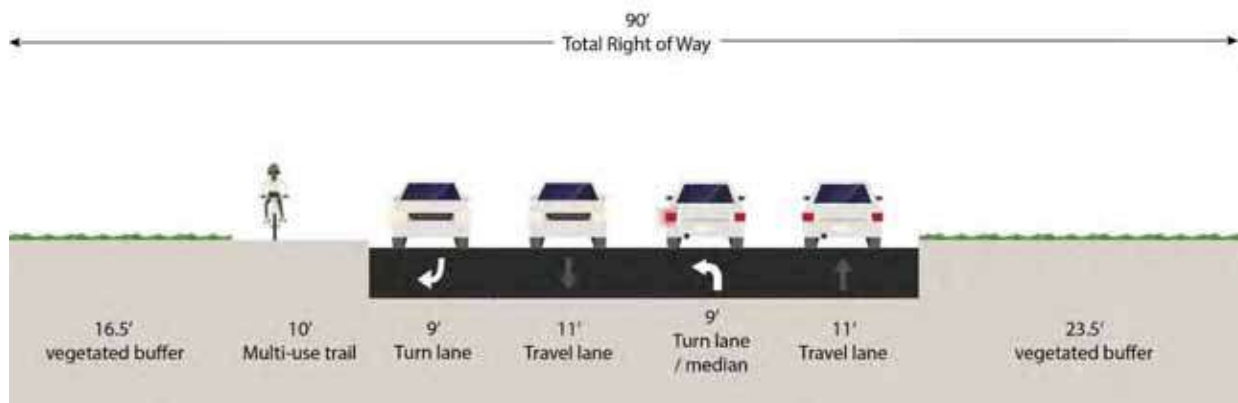 90’
Total Right of Way
16.5’
vegetated buffer
10’
Multi-use trail
9’
Turn lane
11’
Travel lane
9’
Turn lane
/ median
11’
Travel lane
23.5’
vegetated buffer